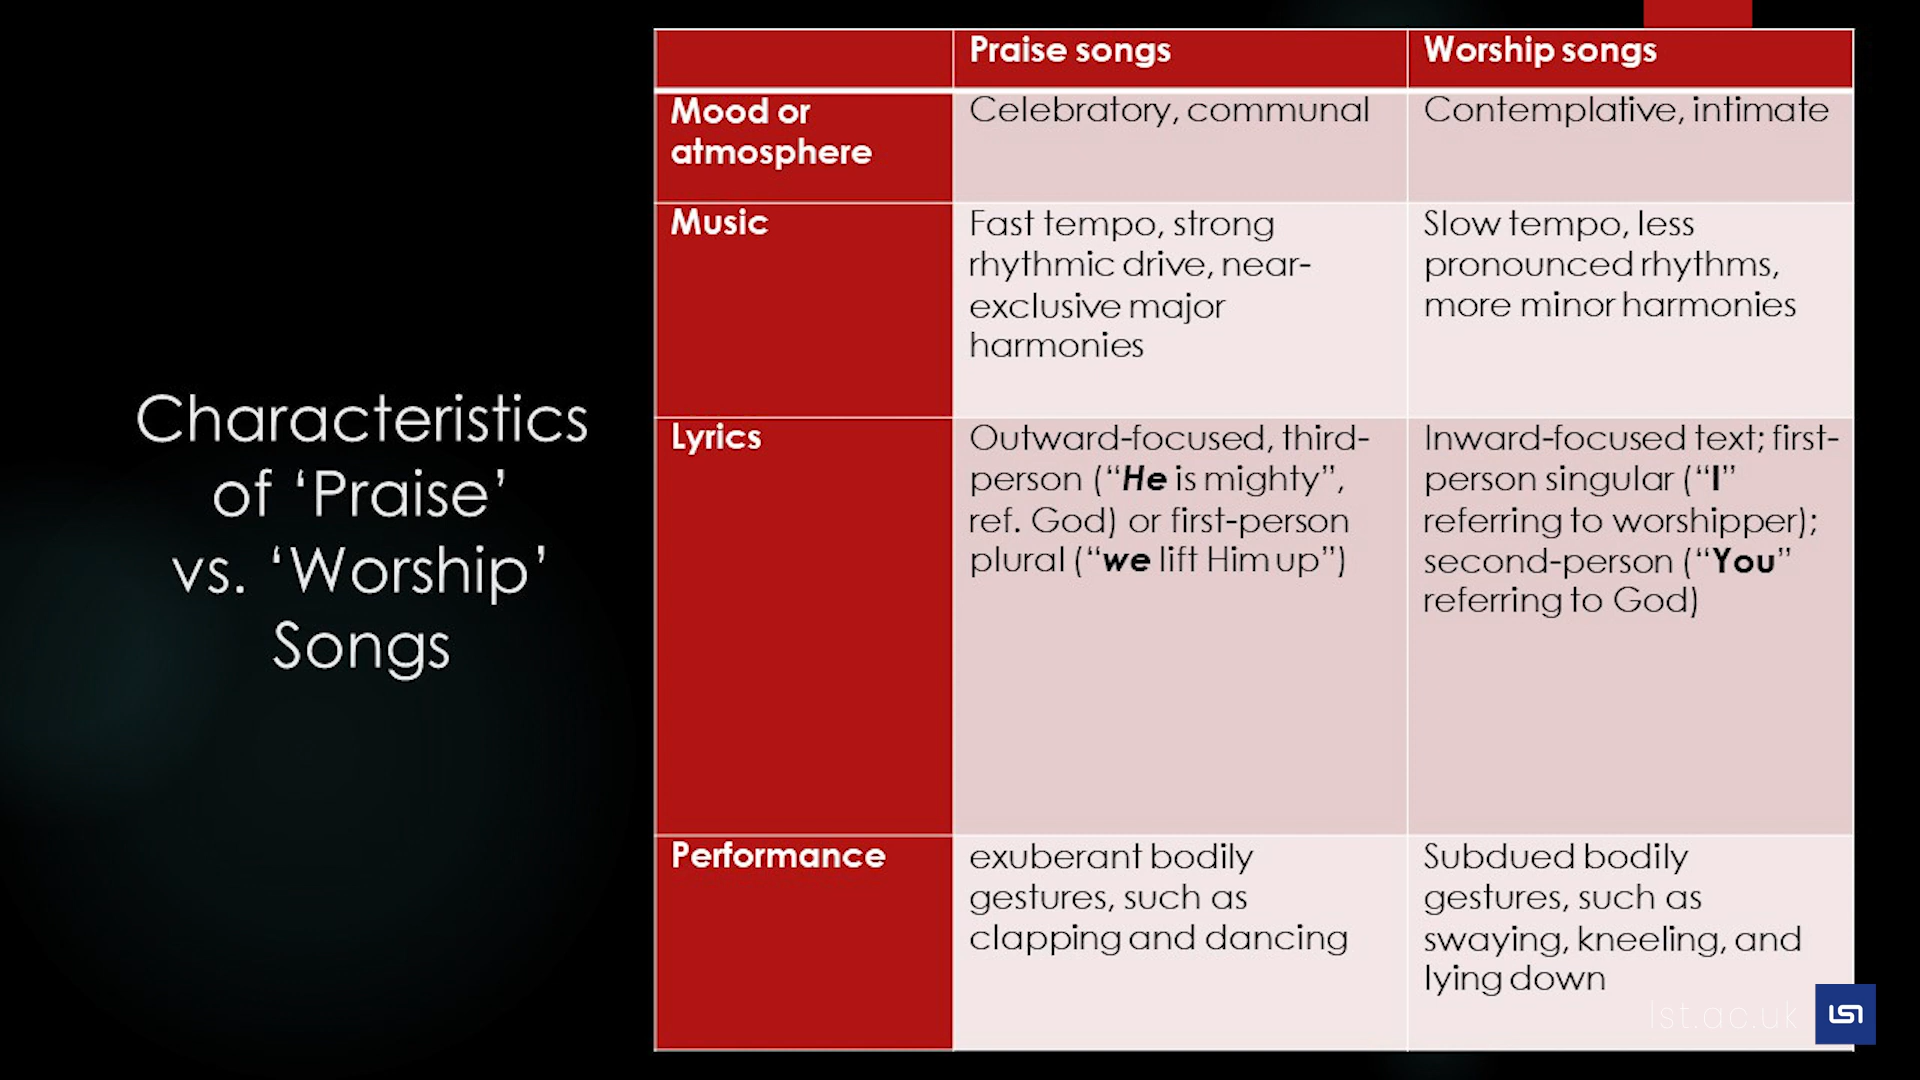 Characteristics
of ‘Praise’
vs. ‘Worship’
Songs
Praise songs
Worship songs
Mood or
atmosphere
Celebratory, communal
Contemplative, intimate
Music
Fast tempo, strong
rhythmic drive, near-
exclusive major
harmonies
Slow tempo, less
pronounced rhythms,
more minor harmonies
Lyrics
Outward-focused, third-
person (“He is mighty”,
ref. God) or first-person
plural (“we lift Him up”)
Inward-focused text; first-
person singular (“I”
referring to worshipper);
second-person (“You”
referring to God)
Performance
exuberant bodily
gestures, such as
clapping and dancing
Subdued bodily
gestures, such as
swaying, kneeling, and
lying down
lst.ac.uk
LST